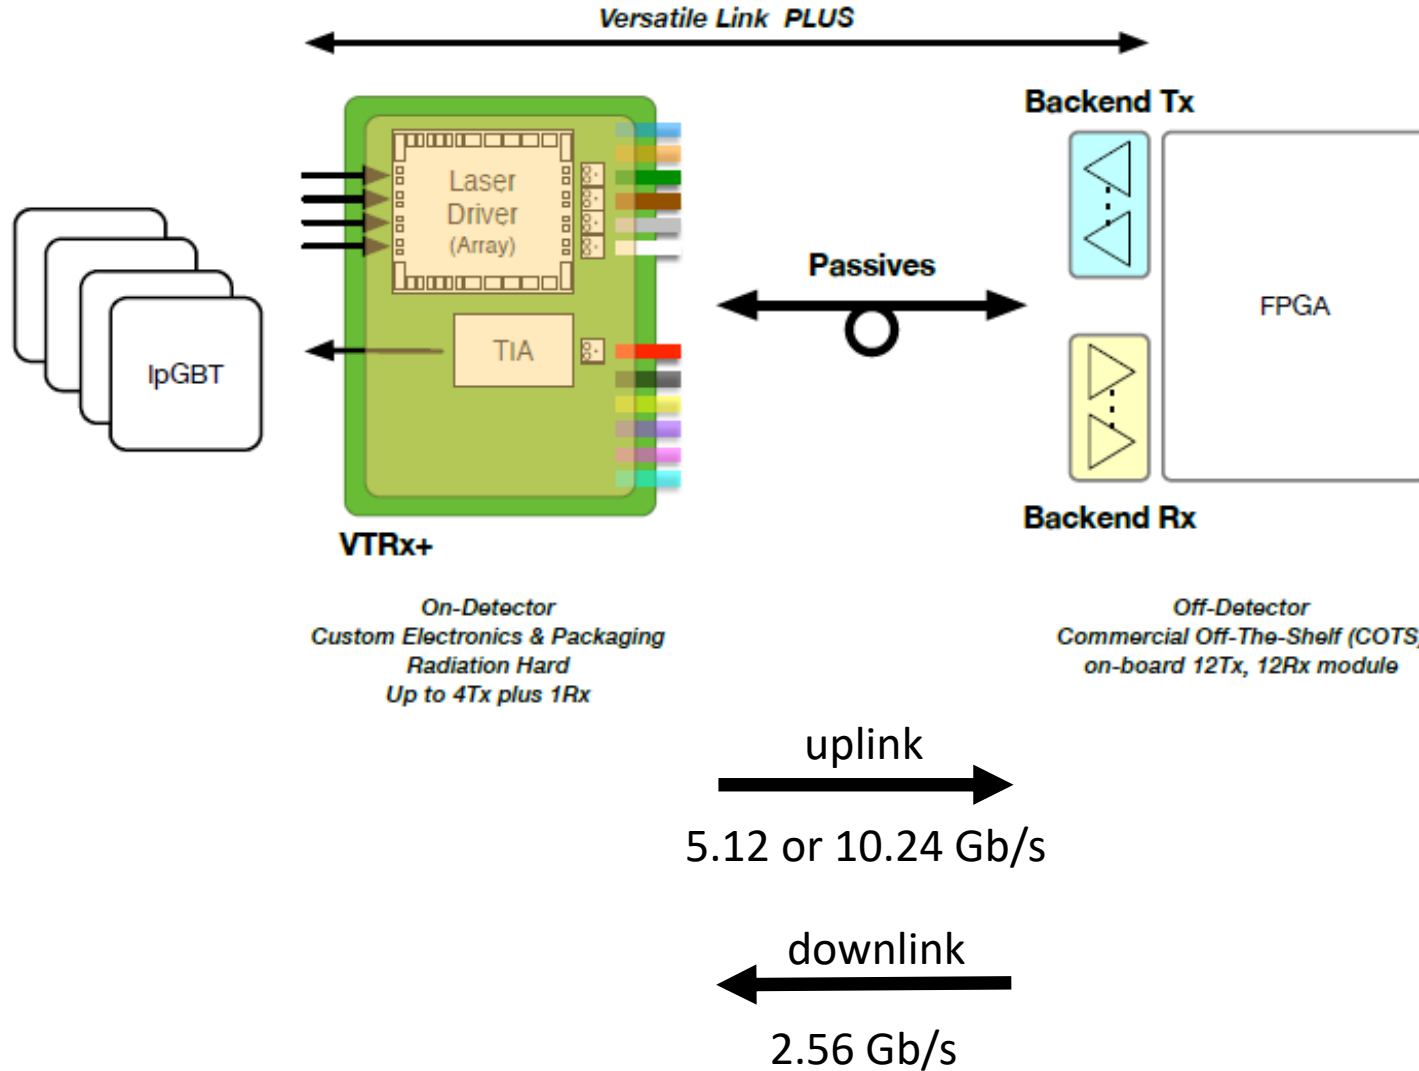 Versatile Link PLUS
Backend Tx
Laser
Driver
(Array)
Passives
FPGA
TIA
lpGBT
Backend Rx
VTRx+
On-Detector
Custom Electronics & Packaging
Radiation Hard
Up to 4Tx plus 1Rx
Off-Detector
Commercial Off-The-Shelf (COTS)
on-board 12Tx, 12Rx module
uplink
5.12 or 10.24 Gb/s
downlink
2.56 Gb/s